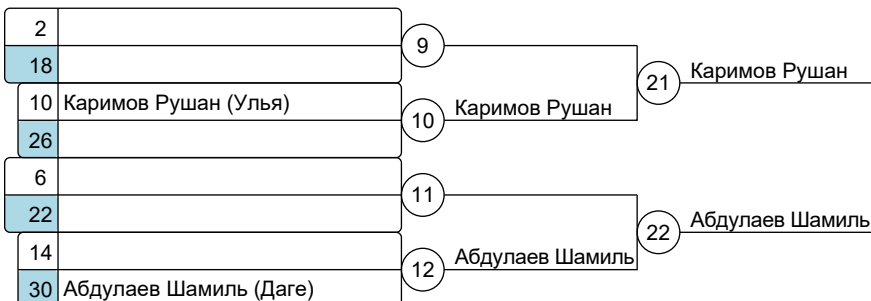 2
9
18
21 Каримов Рушан
10 Каримов Рушан (Улья)
10 Каримов Рушан
26
6
11
22
22 Абдулаев Шамиль
14
12 Абдулаев Шамиль
30 Абдулаев Шамиль (Даге)